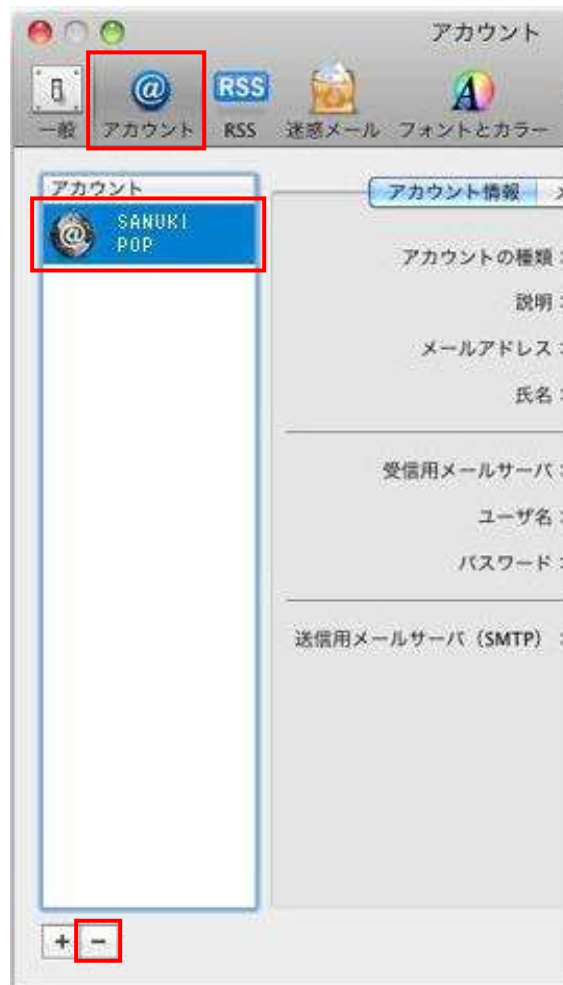 アカウント
RSS
一般 アカウント RSS 迷惑メール フォントとカラー
アカウント
SANUKI
POP
アカウント情報
アカウントの種類:
説明:
メールアドレス:
氏名:
受信用メールサーバ:
ユーザ名:
パスワード:
送信用メールサーバ (SMTP) :